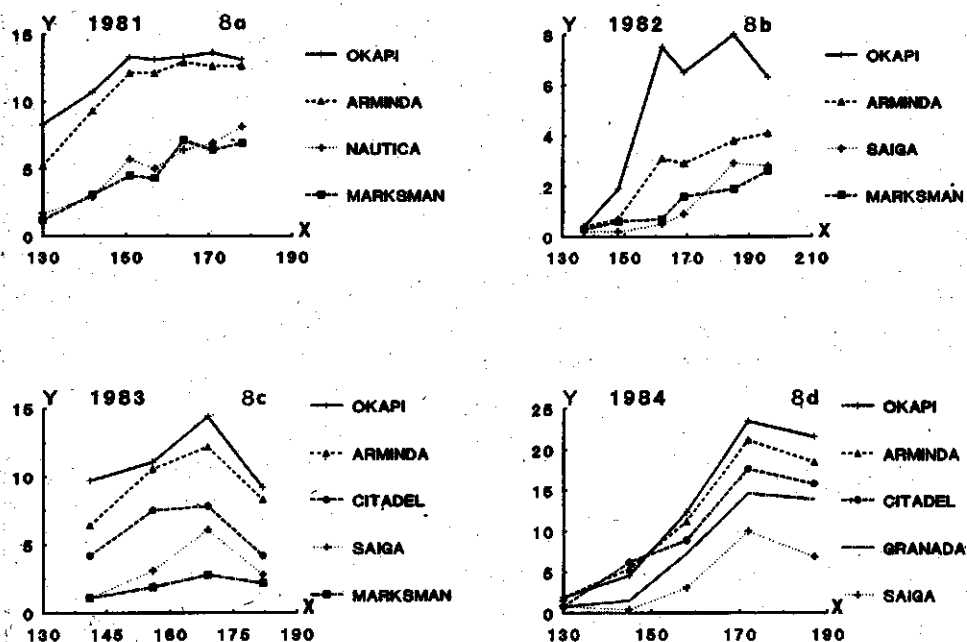 Y 1981 8a
15
10
5
0
130 150 170 190
X
OKAPI
ARMINDA
NAUTICA
MARKSMAN
Y 1982 8b
8
6
4
2
0
130 150 170 190 210
X
OKAPI
ARMINDA
SAIGA
MARKSMAN
Y 1983 8c
15
10
5
0
130 145 160 175 190
X
OKAPI
ARMINDA
CITADEL
SAIGA
MARKSMAN
Y 1984 8d
25
20
15
10
5
0
130 150 170 190
X
OKAPI
ARMINDA
CITADEL
GRANADA
SAIGA